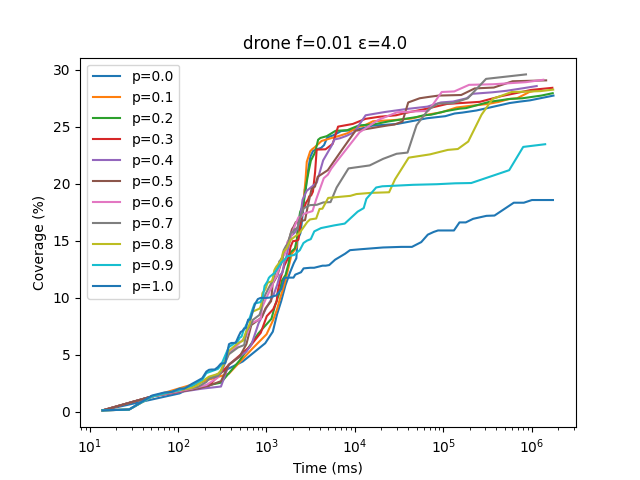 drone f=0.01 ε=4.0
Coverage (%)
30
25
20
15
10
5
0
p=0.0
p=0.1
p=0.2
p=0.3
p=0.4
p=0.5
p=0.6
p=0.7
p=0.8
p=0.9
p=1.0
10¹ 10² 10³ 10⁴ 10⁵ 10⁶
Time (ms)